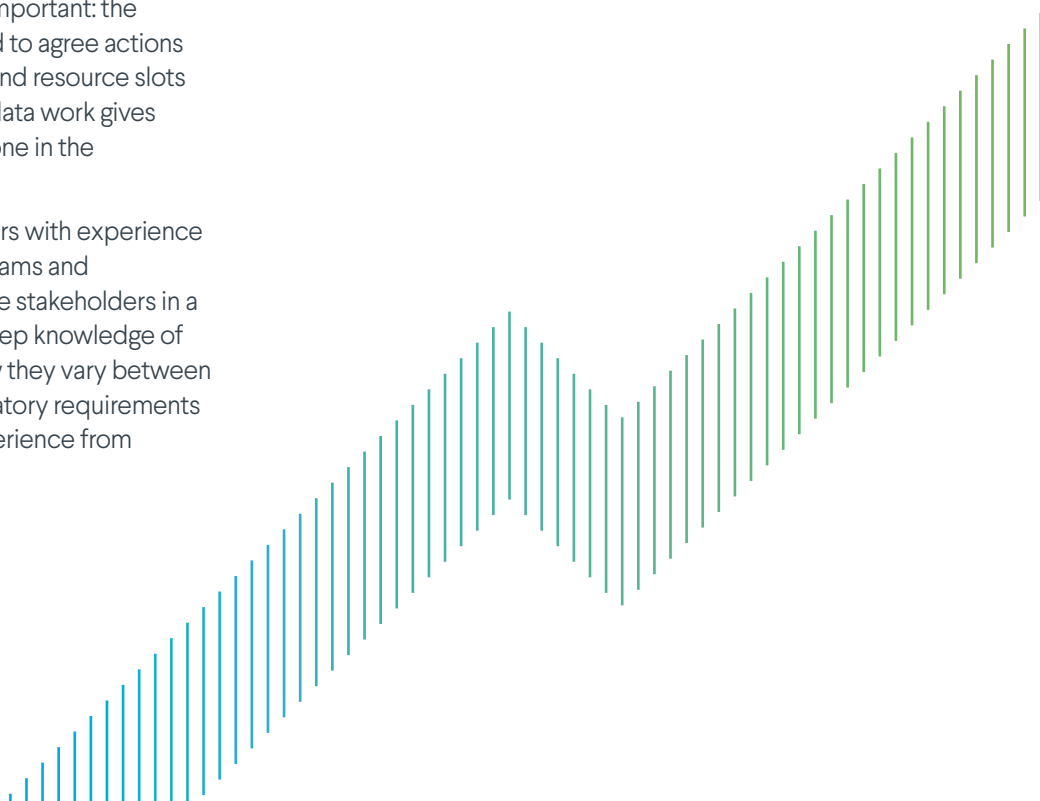 mportant: the
d to agree actions
nd resource slots
data work gives
one in the
rs with experience
ams and
e stakeholders in a
ep knowledge of
they vary between
atory requirements
erience from